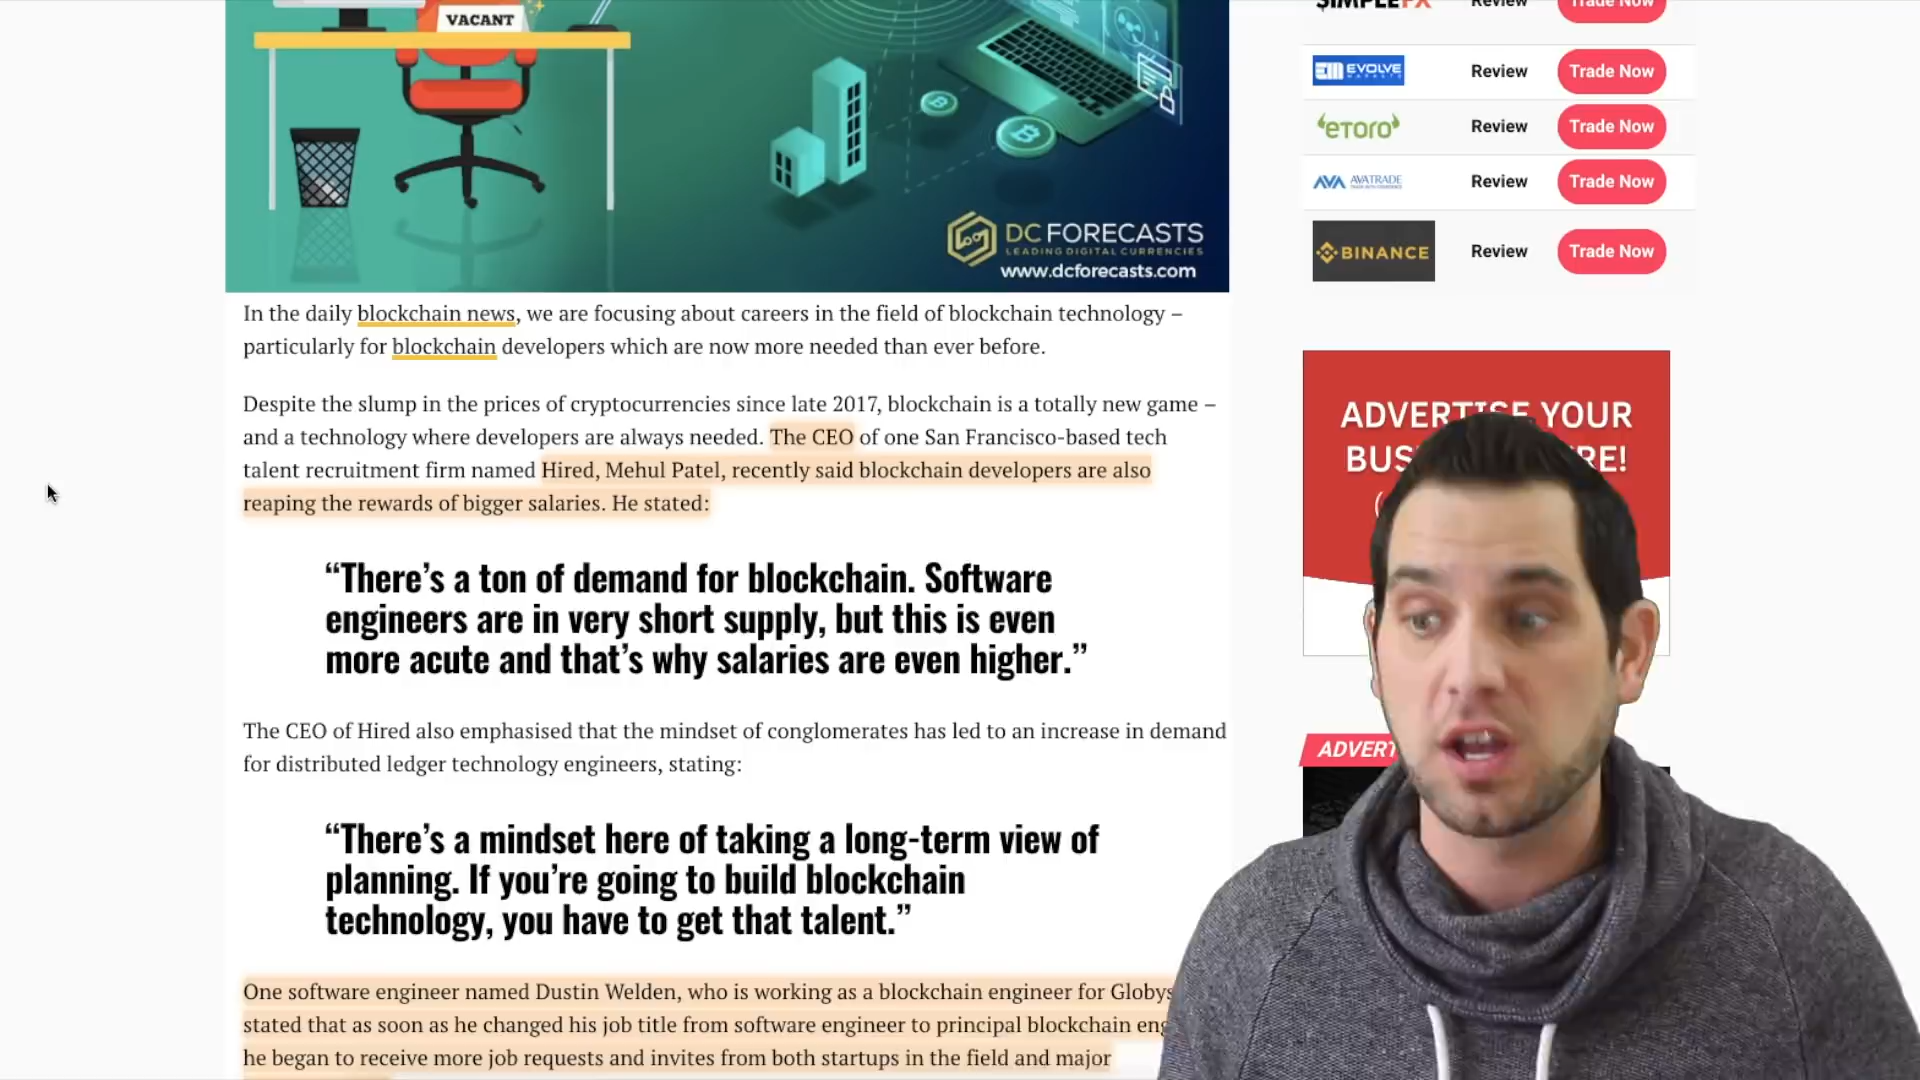 VACANT
DC FORECASTS
LEADING DIGITAL CURRENCIES
www.dcforecasts.com
In the daily blockchain news, we are focusing about careers in the field of blockchain technology –
particularly for blockchain developers which are now more needed than ever before.
Despite the slump in the prices of cryptocurrencies since late 2017, blockchain is a totally new game –
and a technology where developers are always needed. The CEO of one San Francisco-based tech
talent recruitment firm named Hired, Mehul Patel, recently said blockchain developers are also
reaping the rewards of bigger salaries. He stated:
“There’s a ton of demand for blockchain. Software
engineers are in very short supply, but this is even
more acute and that’s why salaries are even higher.”
The CEO of Hired also emphasised that the mindset of conglomerates has led to an increase in demand
for distributed ledger technology engineers, stating:
“There’s a mindset here of taking a long-term view of
planning. If you’re going to build blockchain
technology, you have to get that talent.”
One software engineer named Dustin Welden, who is working as a blockchain engineer for Globys
stated that as soon as he changed his job title from software engineer to principal blockchain eng
he began to receive more job requests and invites from both startups in the field and major
SIMPLEFX Review Trade Now
EVOLVE MARKETS Review Trade Now
eToro Review Trade Now
AVA AVATRADE Review Trade Now
BINANCE Review Trade Now
ADVERTISE YOUR
BUS RE!
ADVERT